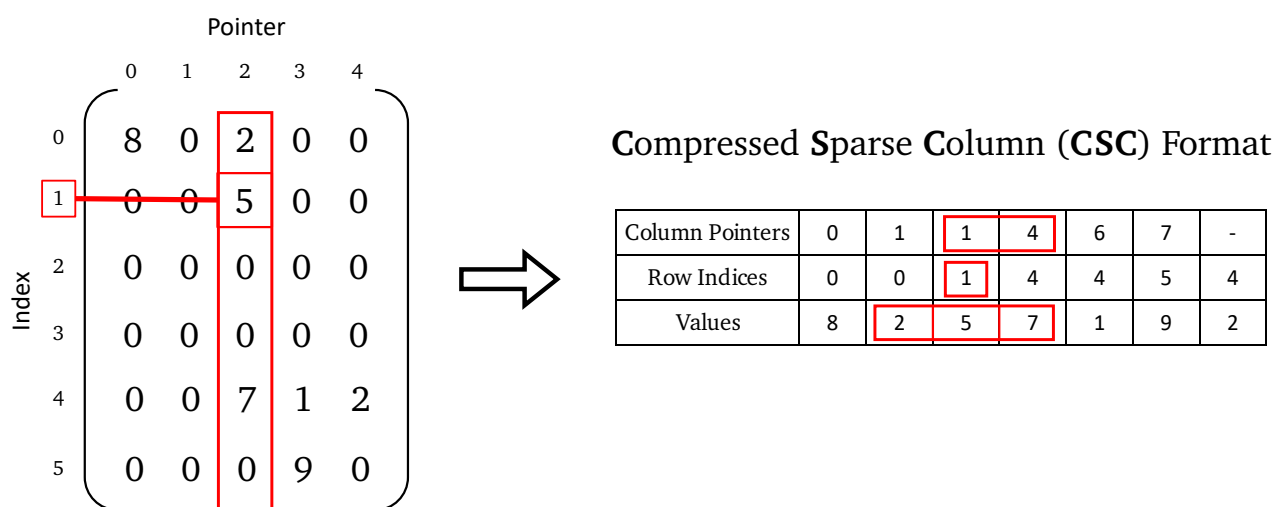 Pointer
0 1 2 3 4
0 8 0 2 0 0
1 0 0 5 0 0
2 0 0 0 0 0
3 0 0 0 0 0
4 0 0 7 1 2
5 0 0 0 9 0
Index
Compressed Sparse Column (CSC) Format
Column Pointers 0 1 1 4 6 7 -
Row Indices 0 0 1 4 4 5 4
Values 8 2 5 7 1 9 2